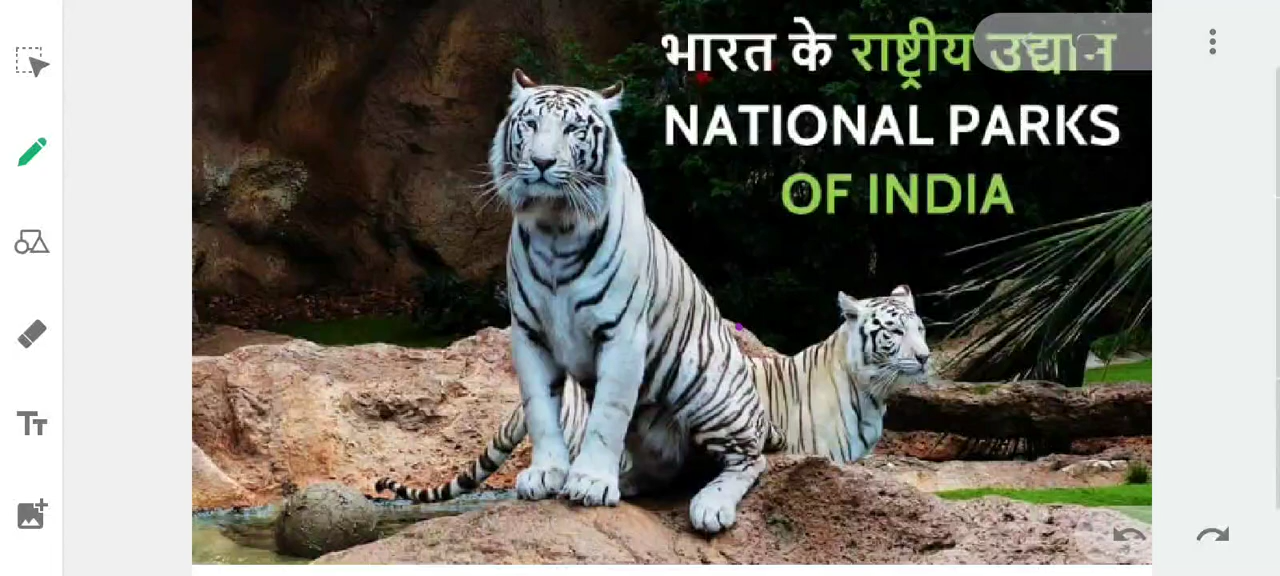 भारत के राष्ट्रीय उद्यान
NATIONAL PARKS
OF INDIA